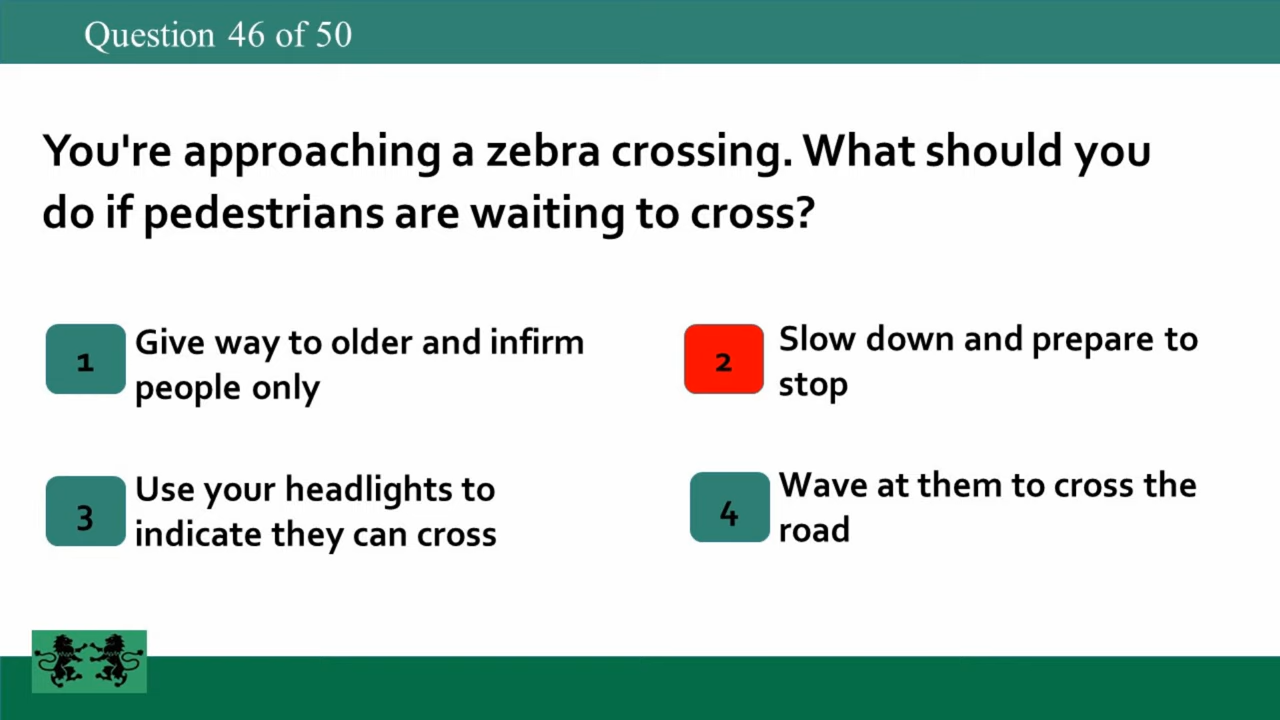 Question 46 of 50
You're approaching a zebra crossing. What should you
do if pedestrians are waiting to cross?
1
Give way to older and infirm
people only
2
Slow down and prepare to
stop
3
Use your headlights to
indicate they can cross
4
Wave at them to cross the
road